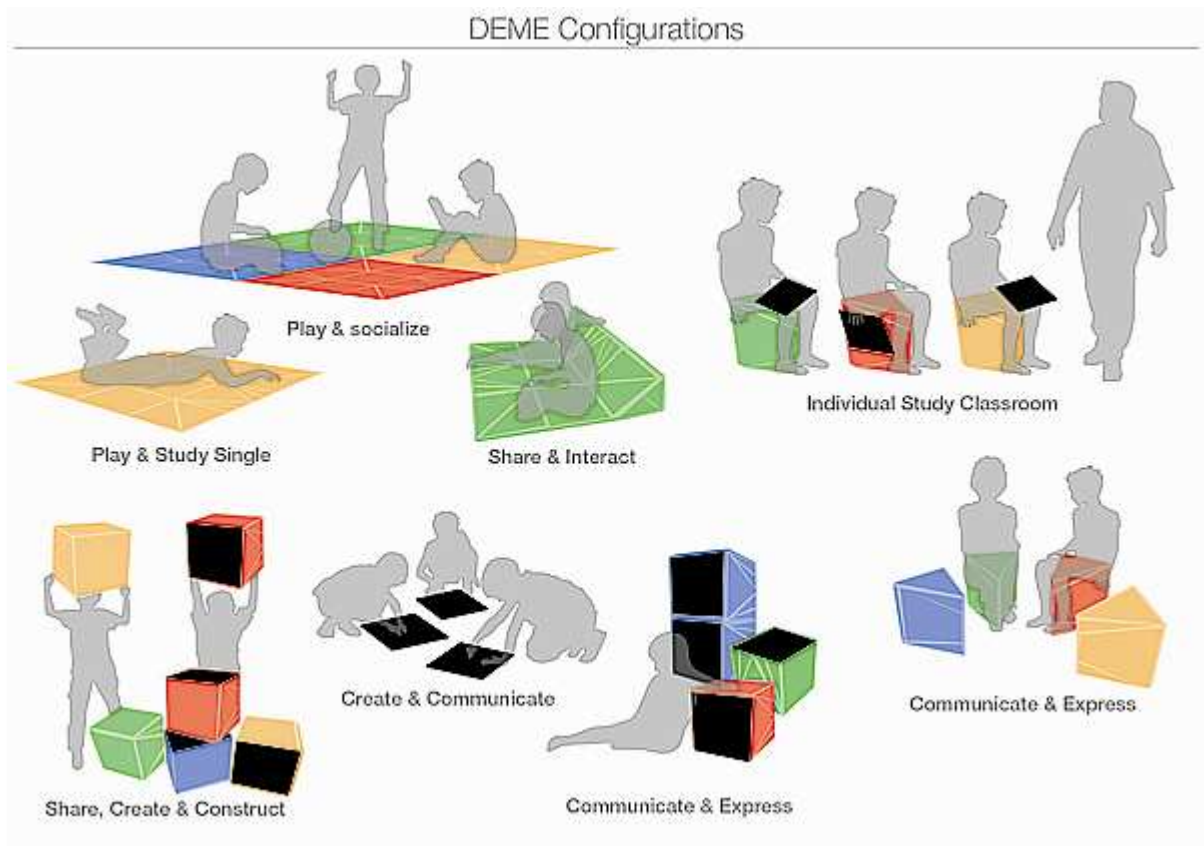 DEME Configurations
Play & socialize
Individual Study Classroom
Play & Study Single
Share & Interact
Create & Communicate
Communicate & Express
Share, Create & Construct
Communicate & Express